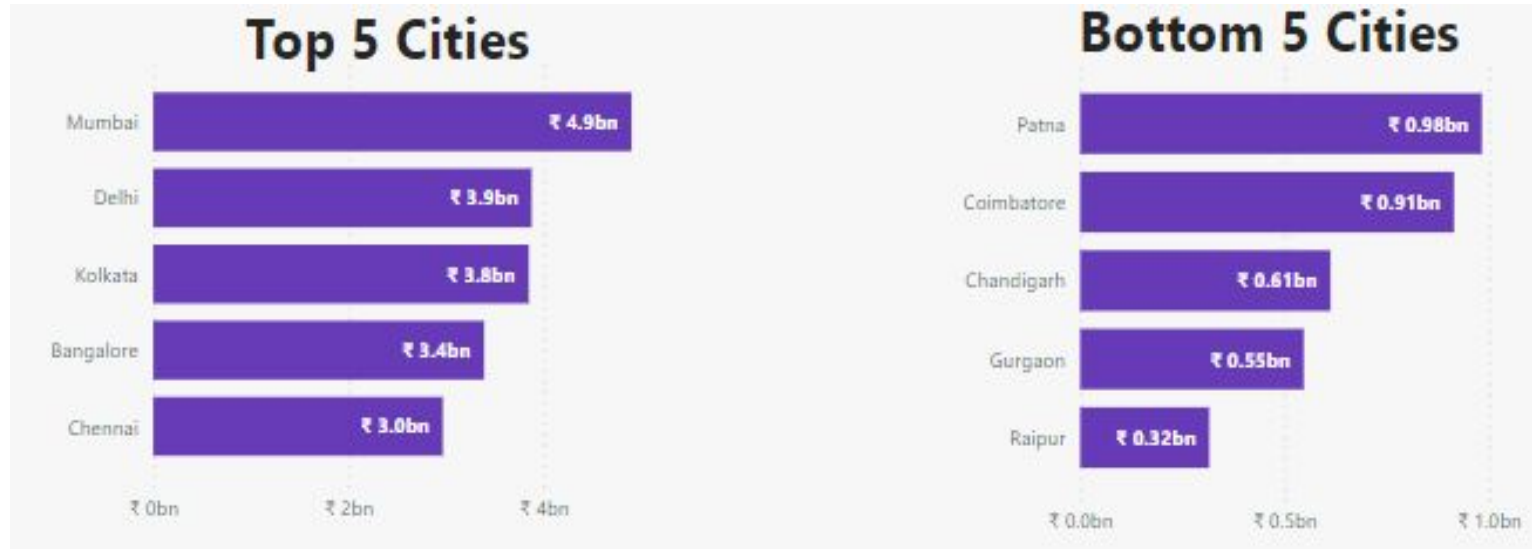 Top 5 Cities
Mumbai ₹ 4.9bn
Delhi ₹ 3.9bn
Kolkata ₹ 3.8bn
Bangalore ₹ 3.4bn
Chennai ₹ 3.0bn
₹ 0bn ₹ 2bn ₹ 4bn
Bottom 5 Cities
Patna ₹ 0.98bn
Coimbatore ₹ 0.91bn
Chandigarh ₹ 0.61bn
Gurgaon ₹ 0.55bn
Raipur ₹ 0.32bn
₹ 0.0bn ₹ 0.5bn ₹ 1.0bn